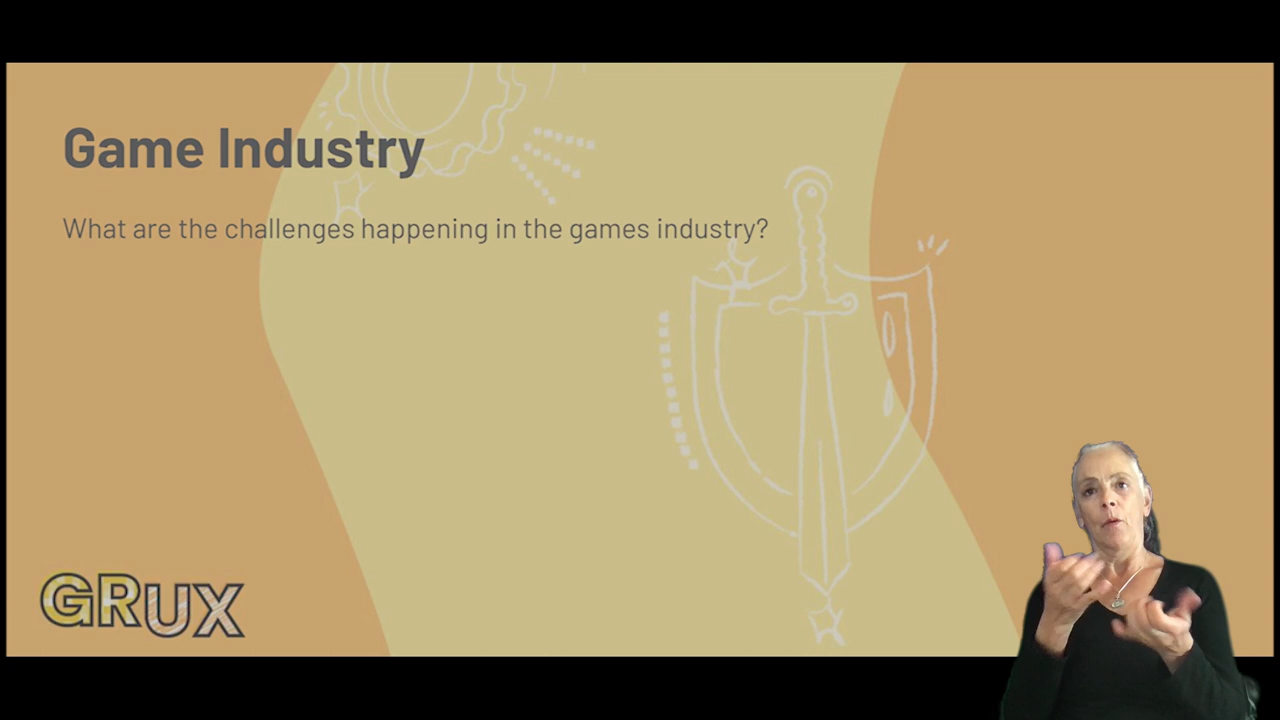 Game Industry
What are the challenges happening in the games industry?
GRUX